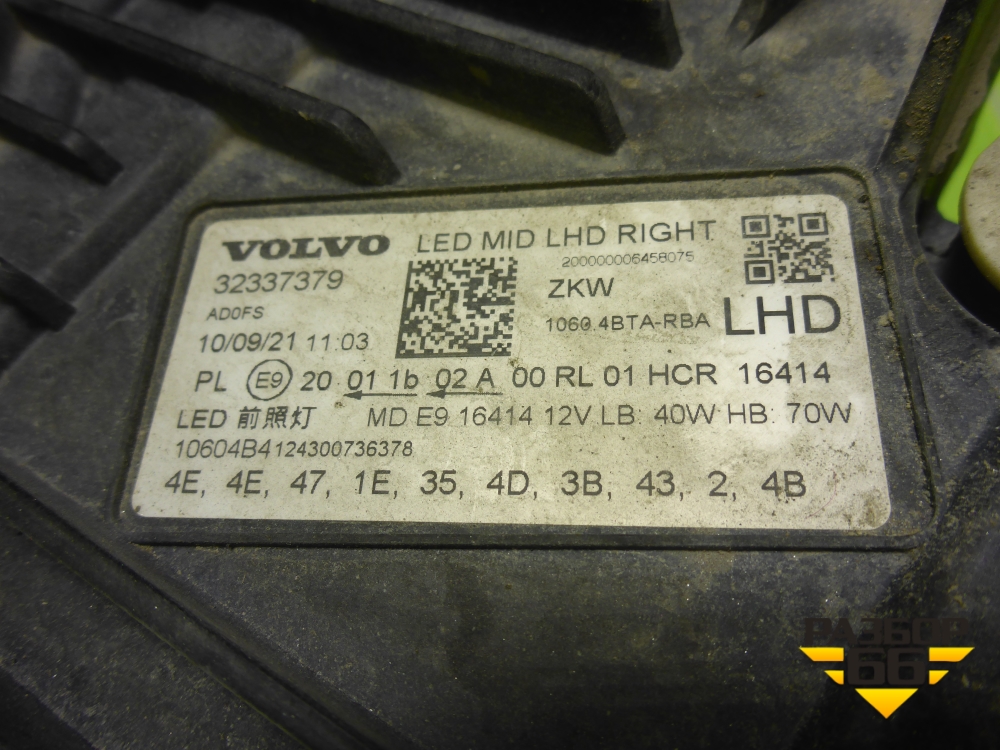 VOLVO LED MID LHD RIGHT
200000006458075
32337379 ZKW
AD0FS 1060.4BTA-RBA LHD
10/09/21 11:03
PL E9 20 01 1b 02 A 00 RL 01 HCR 16414
LED 前照灯 MD E9 16414 12V LB: 40W HB: 70W
10604B4124300736378
4E, 4E, 47, 1E, 35, 4D, 3B, 43, 2, 4B
РАЗБОР
66